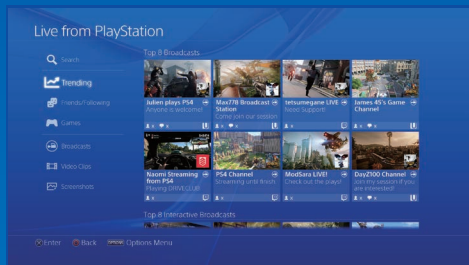 Live from PlayStation
Search
Trending
Friends Following
Games
Broadcasts
Video Clips
Screenshots
Top 8 Broadcasts
Julien plays PS4
Anyone is welcome!
Max778 Broadcast Station
Come join our session
tetsumegane LIVE
Need Support!
James 45's Game Channel
Naomi Streaming from PS4
Playing DRIVECLUB
PS4 Channel
Streaming until finish
ModSara LIVE!
Check out the plays!
DayZ100 Channel
Join my session if you are interested!
Top 8 Interactive Broadcasts
Enter
Back
OPTIONS Options Menu